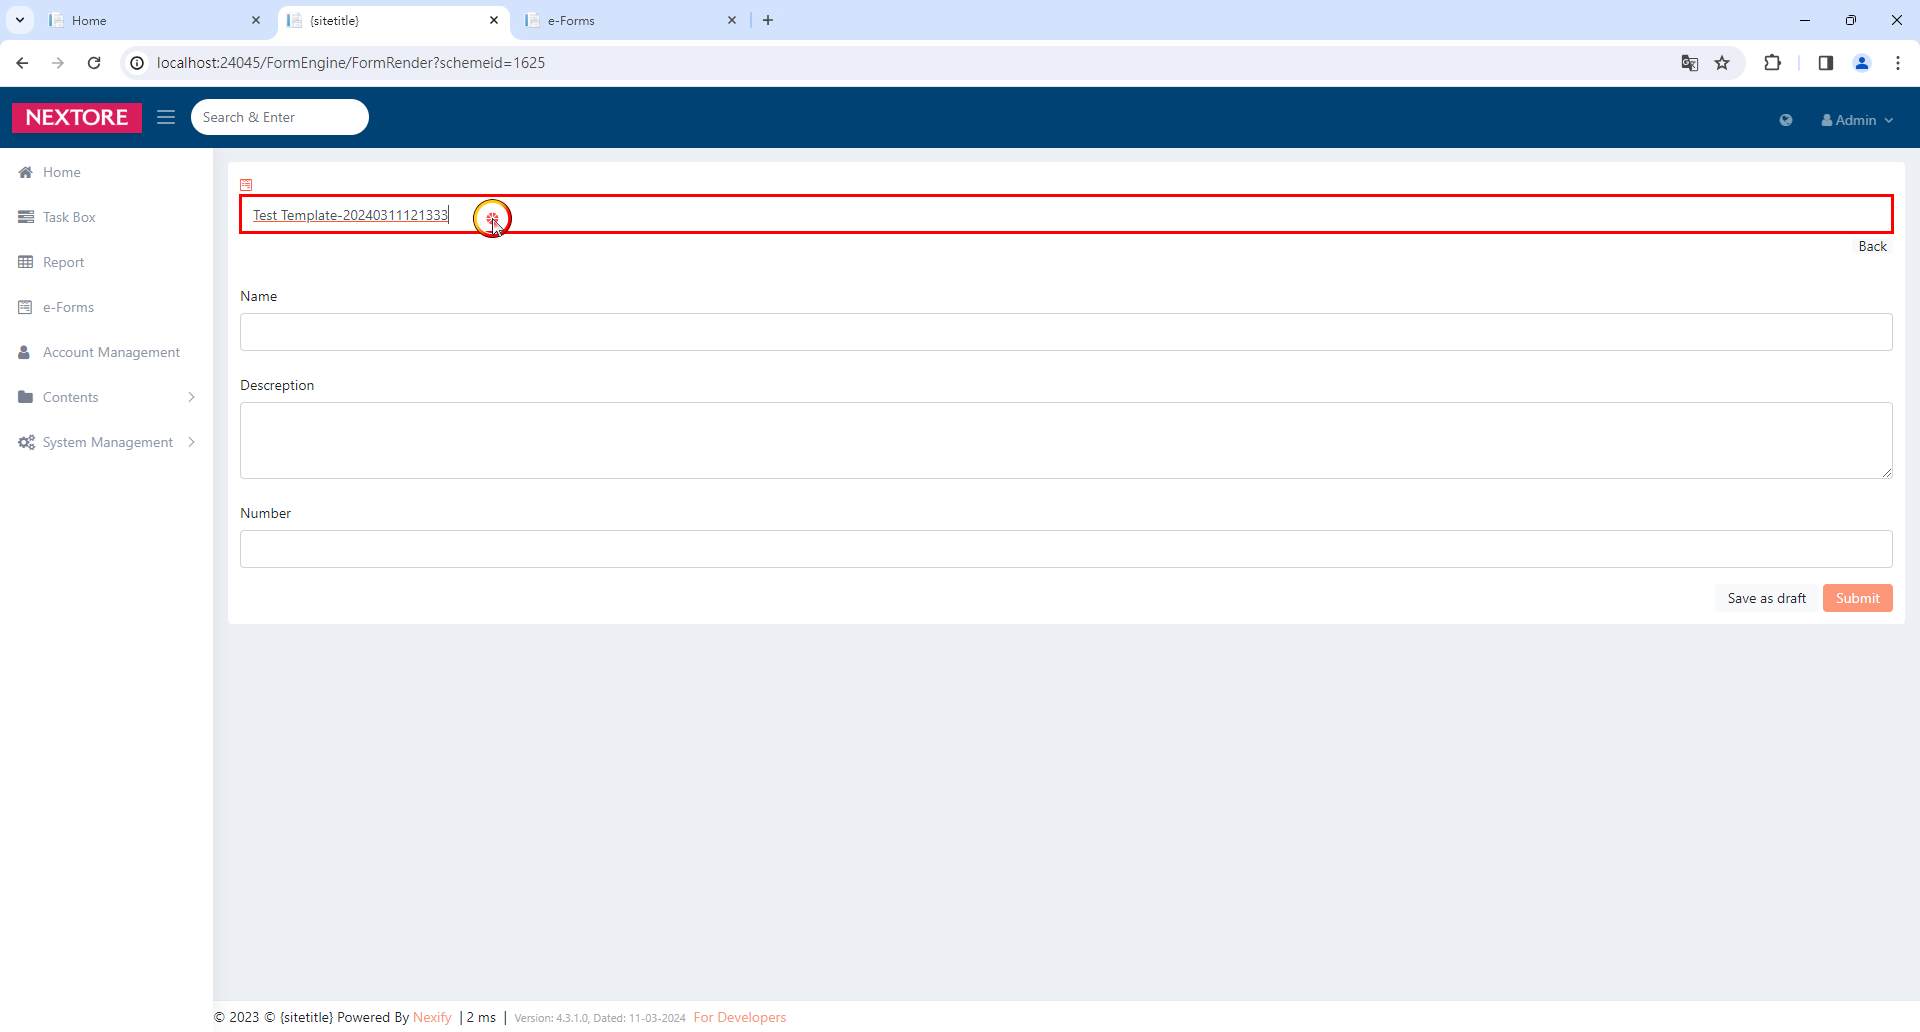 Home
{sitetitle}
e-Forms
localhost:24045/FormEngine/FormRender?schemeid=1625
NEXTORE
Search & Enter
Admin
Home
Task Box
Report
e-Forms
Account Management
Contents
System Management
Test Template-20240311121333
Back
Name
Descreption
Number
Save as draft
Submit
© 2023 © {sitetitle} Powered By Nexify | 2 ms | Version: 4.3.1.0, Dated: 11-03-2024 For Developers